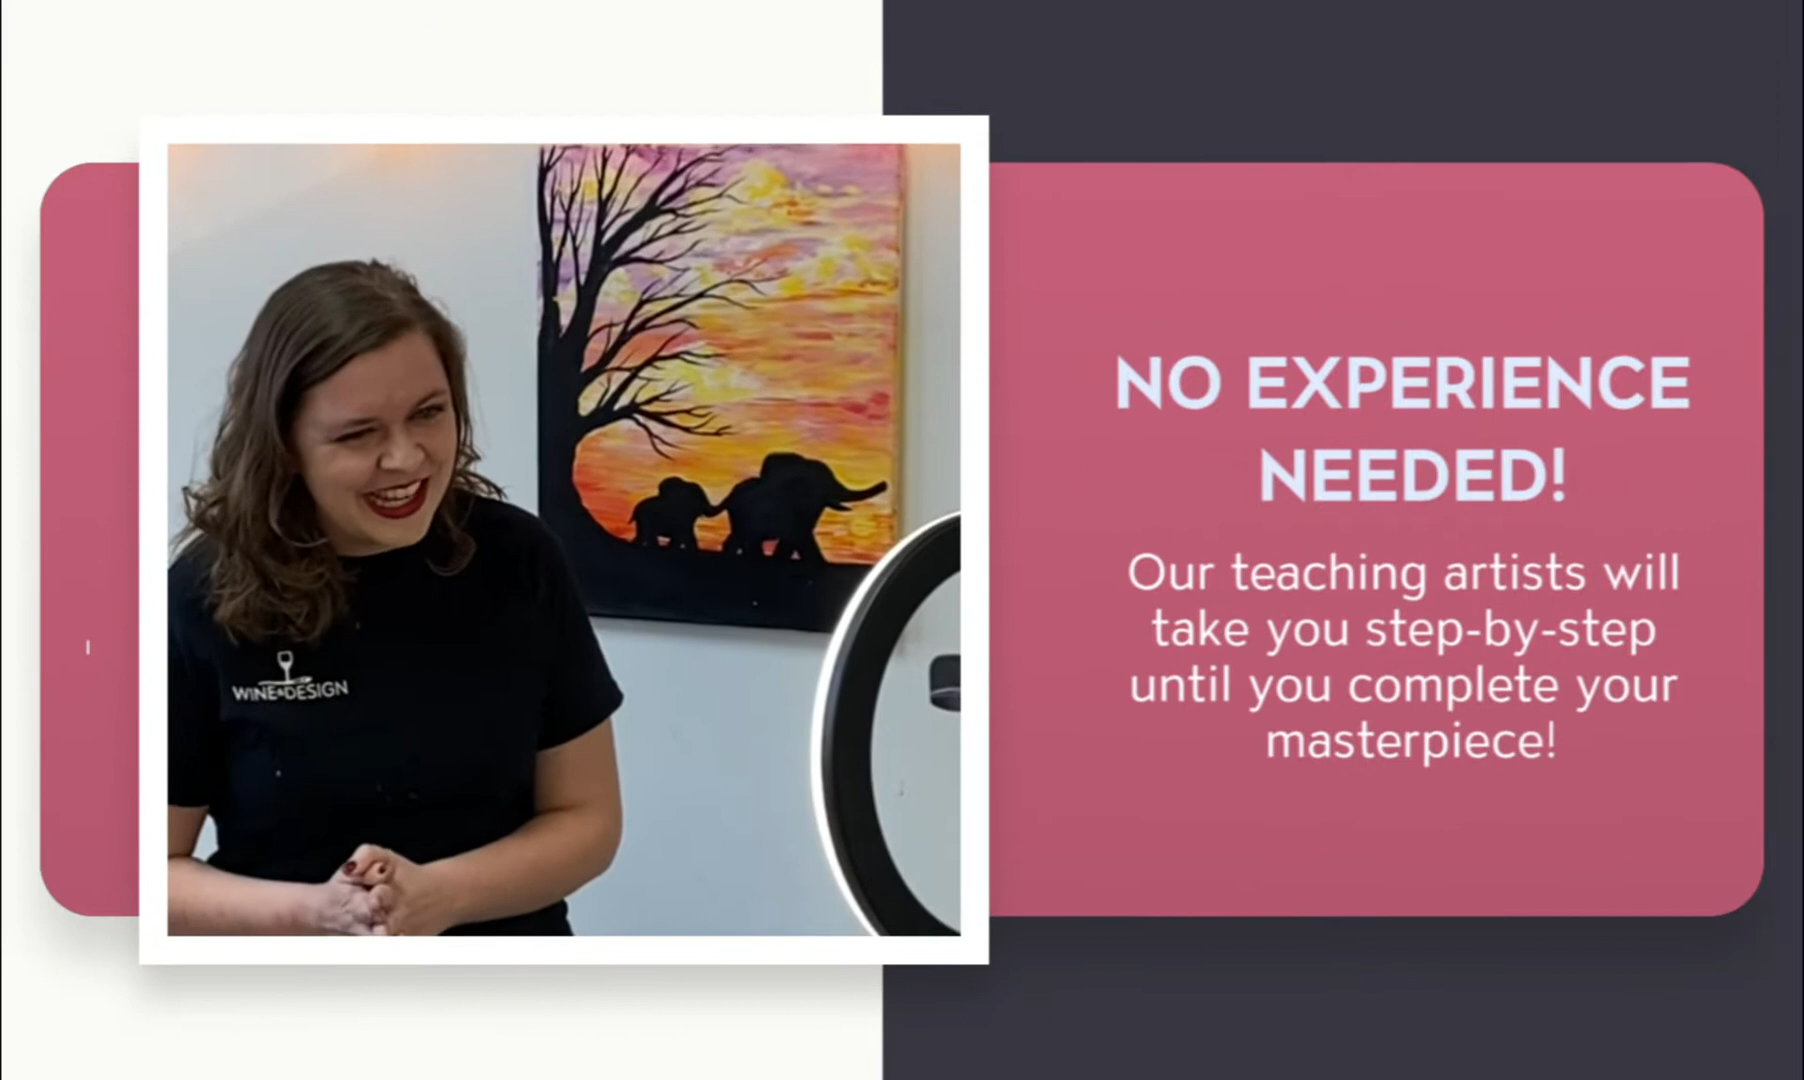 WINE&DESIGN
NO EXPERIENCE
NEEDED!
Our teaching artists will
take you step-by-step
until you complete your
masterpiece!